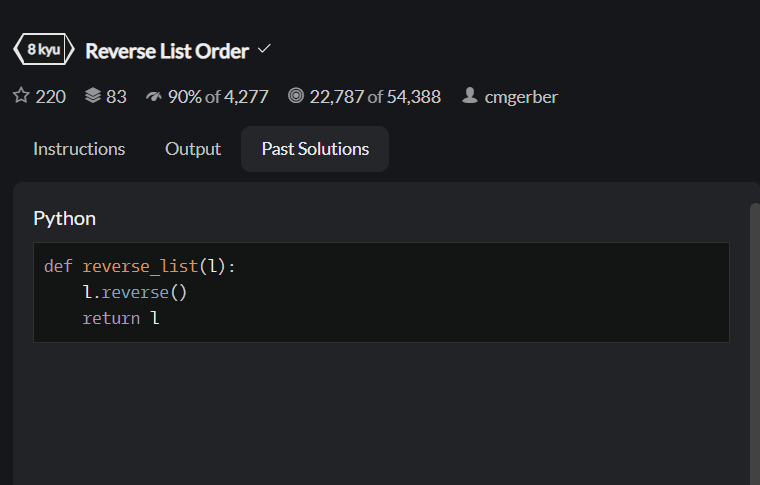 8 kyu Reverse List Order
220 83 90% of 4,277 22,787 of 54,388 cmgerber
Instructions Output Past Solutions
Python
def reverse_list(l):
    l.reverse()
    return l